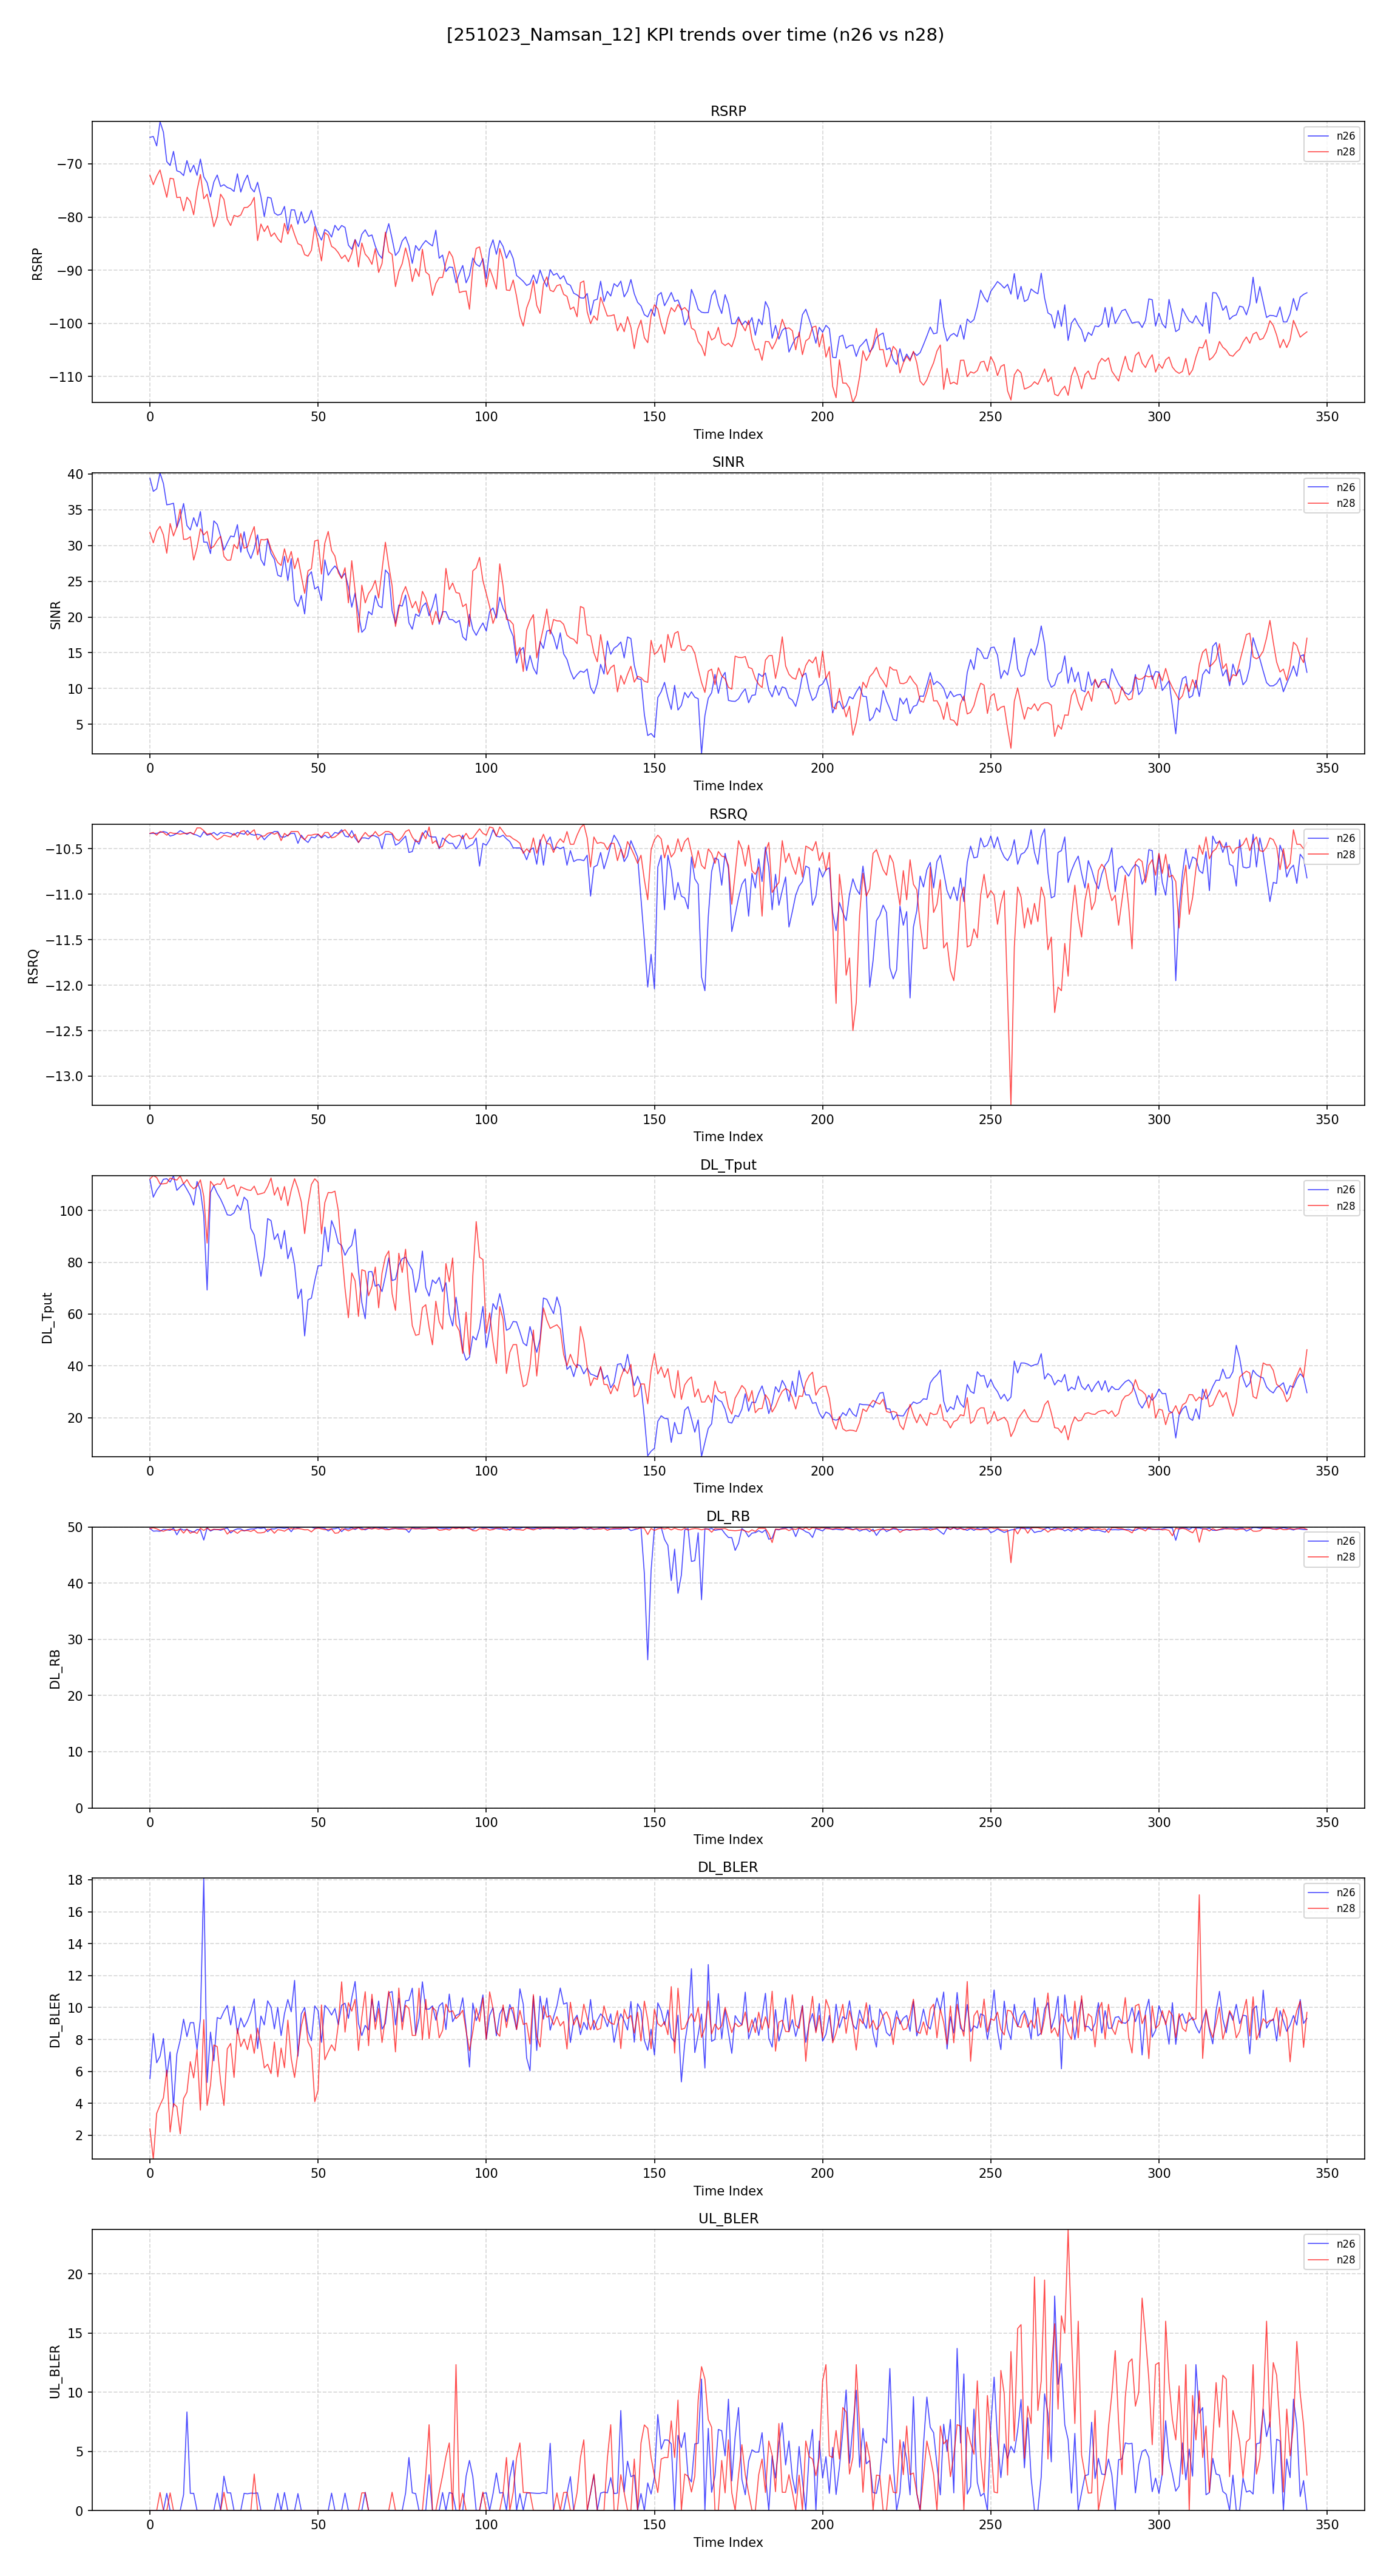 [251023_Namsan_12] KPI trends over time (n26 vs n28)
RSRP
n26
n28
−70
−80
−90
−100
−110
RSRP
0 50 100 150 200 250 300 350
Time Index
SINR
n26
n28
40
35
30
25
20
15
10
5
SINR
0 50 100 150 200 250 300 350
Time Index
RSRQ
n26
n28
−10.5
−11.0
−11.5
−12.0
−12.5
−13.0
RSRQ
0 50 100 150 200 250 300 350
Time Index
DL_Tput
n26
n28
100
80
60
40
20
DL_Tput
0 50 100 150 200 250 300 350
Time Index
DL_RB
n26
n28
50
40
30
20
10
0
DL_RB
0 50 100 150 200 250 300 350
Time Index
DL_BLER
n26
n28
18
16
14
12
10
8
6
4
2
DL_BLER
0 50 100 150 200 250 300 350
Time Index
UL_BLER
n26
n28
20
15
10
5
0
UL_BLER
0 50 100 150 200 250 300 350
Time Index